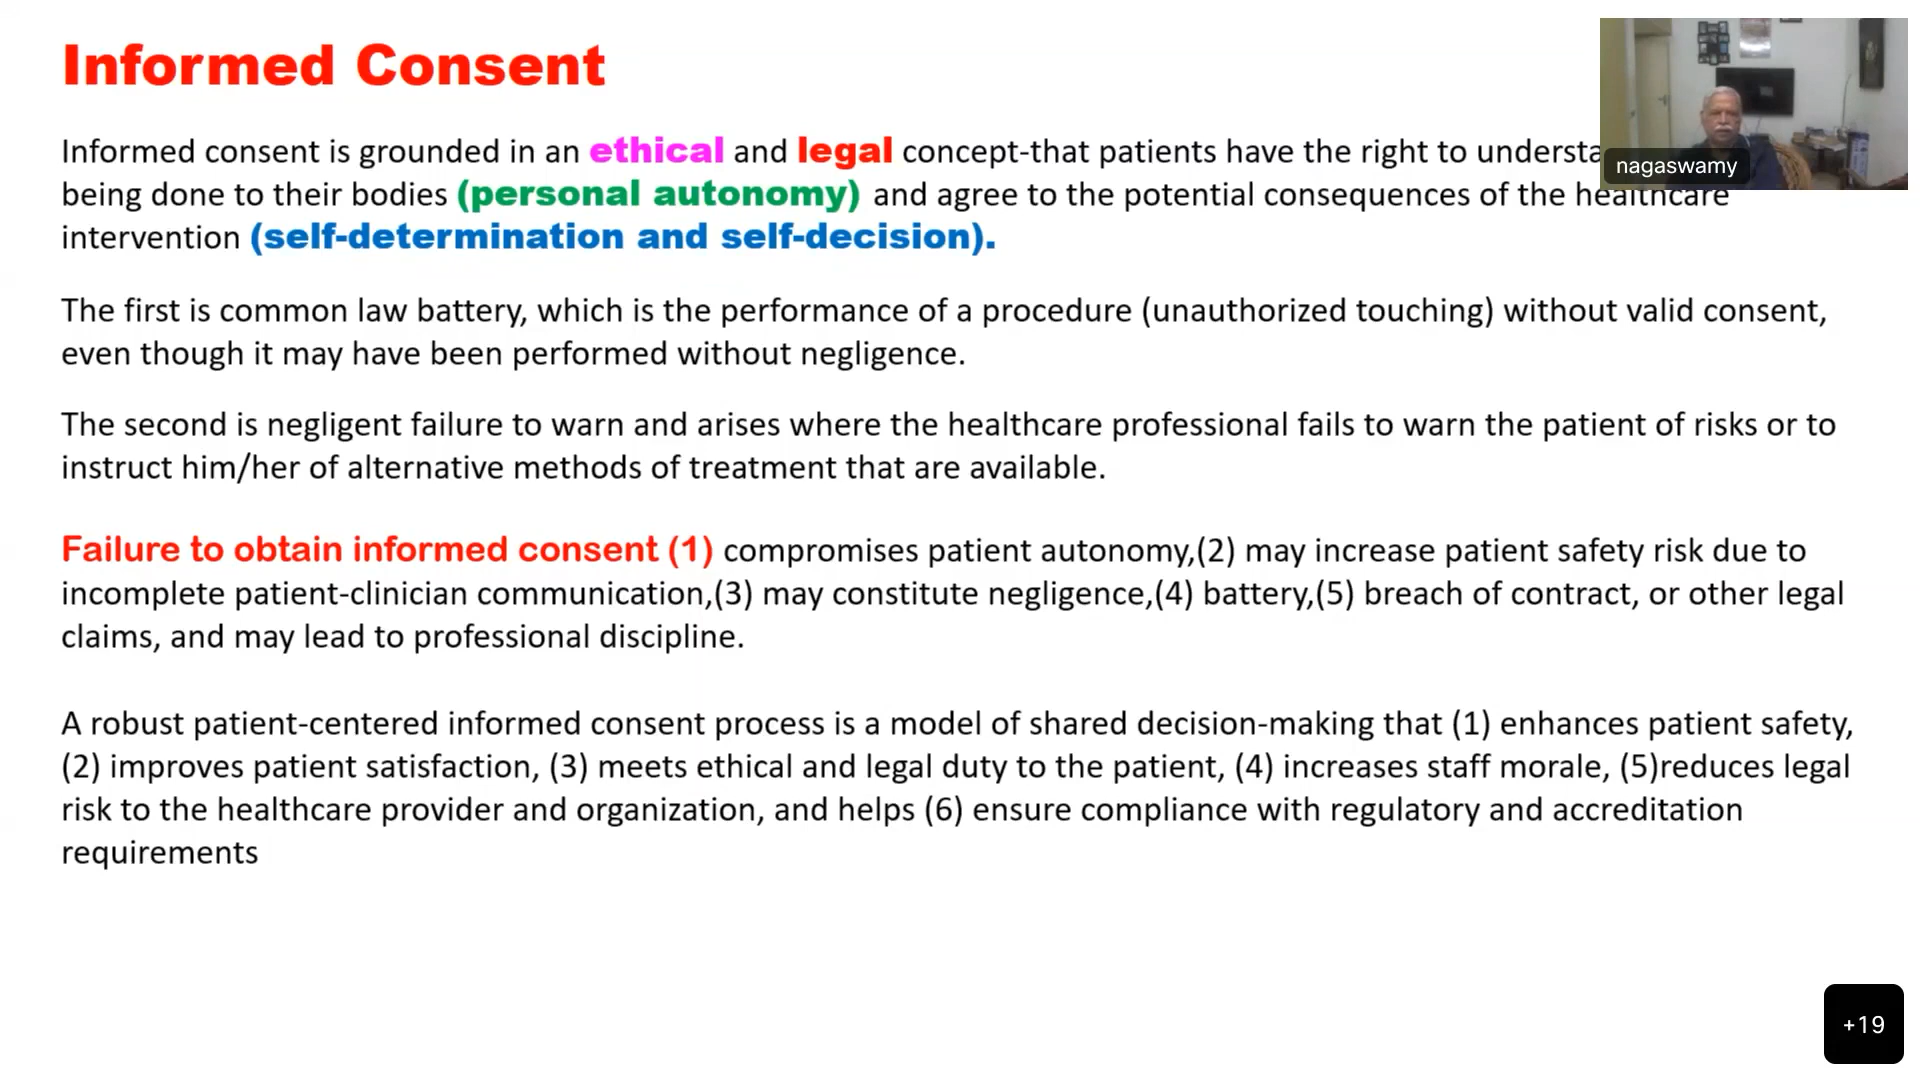 Informed Consent
Informed consent is grounded in an ethical and legal concept-that patients have the right to understa
being done to their bodies (personal autonomy) and agree to the potential consequences of the healthcare
intervention (self-determination and self-decision).
The first is common law battery, which is the performance of a procedure (unauthorized touching) without valid consent,
even though it may have been performed without negligence.
The second is negligent failure to warn and arises where the healthcare professional fails to warn the patient of risks or to
instruct him/her of alternative methods of treatment that are available.
Failure to obtain informed consent (1) compromises patient autonomy,(2) may increase patient safety risk due to
incomplete patient-clinician communication,(3) may constitute negligence,(4) battery,(5) breach of contract, or other legal
claims, and may lead to professional discipline.
A robust patient-centered informed consent process is a model of shared decision-making that (1) enhances patient safety,
(2) improves patient satisfaction, (3) meets ethical and legal duty to the patient, (4) increases staff morale, (5)reduces legal
risk to the healthcare provider and organization, and helps (6) ensure compliance with regulatory and accreditation
requirements
nagaswamy
+19